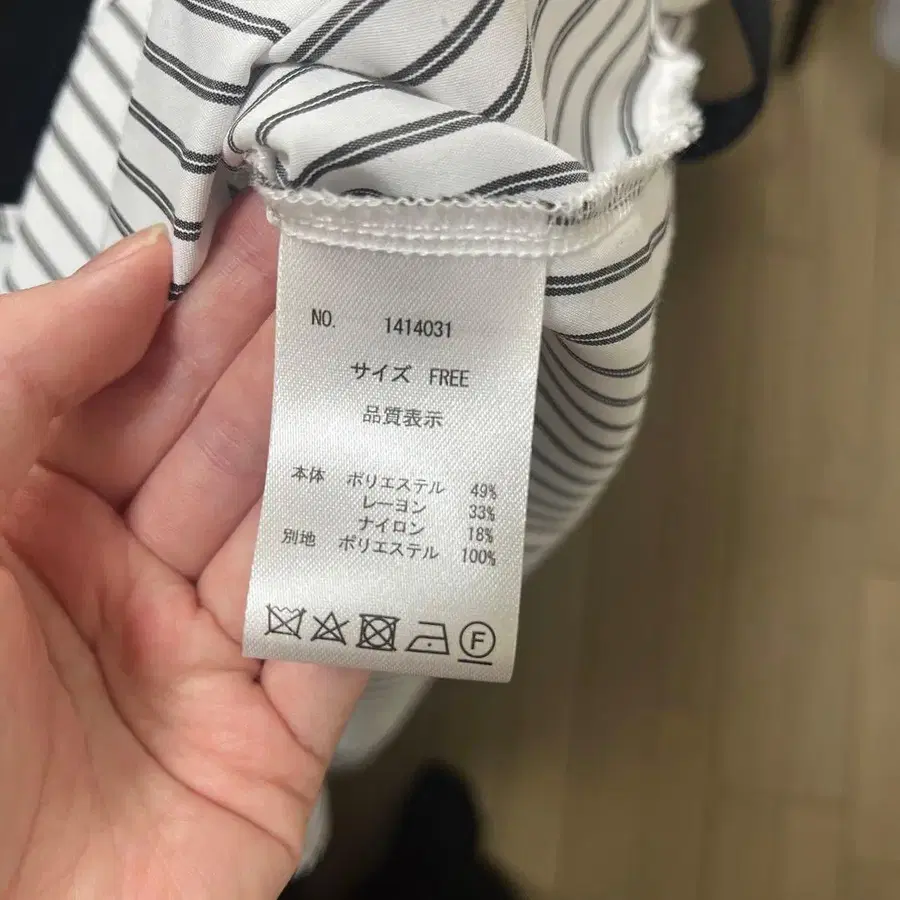 NO. 1414031
サイズ FREE
品質表示
本体 ポリエステル 49%
レーヨン 33%
ナイロン 18%
別地 ポリエステル 100%
F